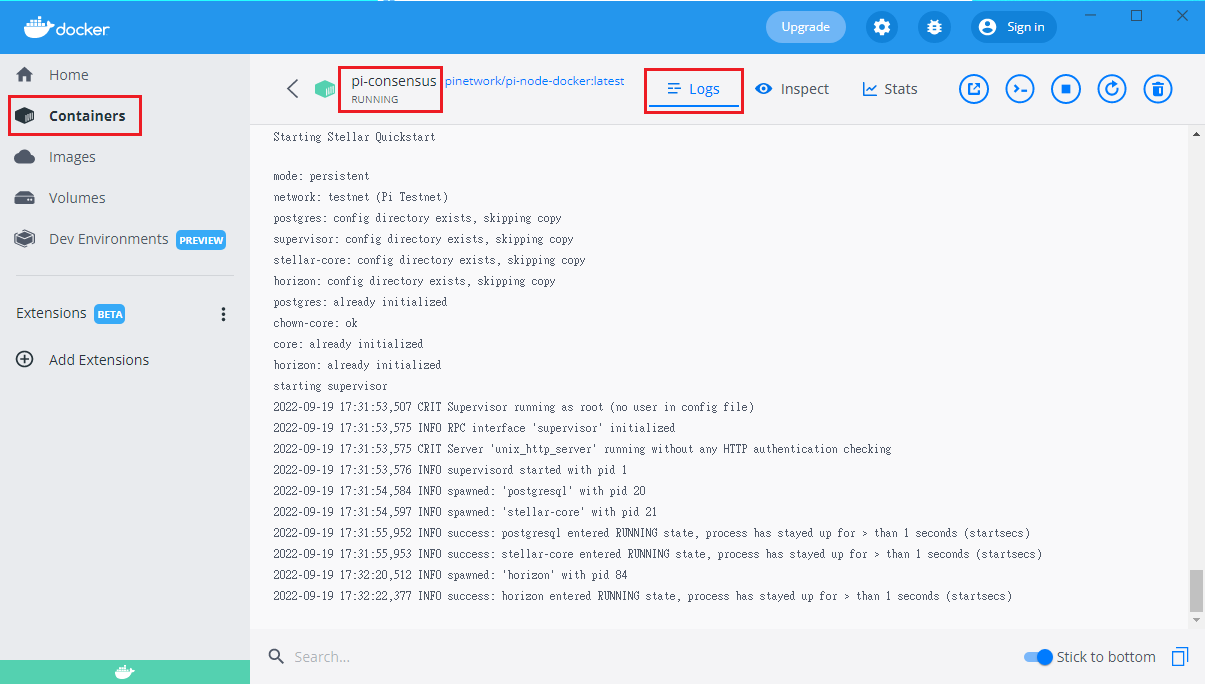 docker
Upgrade
Sign in
Home
Containers
Images
Volumes
Dev Environments PREVIEW
Extensions BETA
Add Extensions
pi-consensus
RUNNING
pinetwork/pi-node-docker:latest
Logs
Inspect
Stats
Starting Stellar Quickstart
mode: persistent
network: testnet (Pi Testnet)
postgres: config directory exists, skipping copy
supervisor: config directory exists, skipping copy
stellar-core: config directory exists, skipping copy
horizon: config directory exists, skipping copy
postgres: already initialized
chown-core: ok
core: already initialized
horizon: already initialized
starting supervisor
2022-09-19 17:31:53,507 CRIT Supervisor running as root (no user in config file)
2022-09-19 17:31:53,575 INFO RPC interface 'supervisor' initialized
2022-09-19 17:31:53,575 CRIT Server 'unix_http_server' running without any HTTP authentication checking
2022-09-19 17:31:53,576 INFO supervisord started with pid 1
2022-09-19 17:31:54,584 INFO spawned: 'postgresql' with pid 20
2022-09-19 17:31:54,597 INFO spawned: 'stellar-core' with pid 21
2022-09-19 17:31:55,952 INFO success: postgresql entered RUNNING state, process has stayed up for > than 1 seconds (startsecs)
2022-09-19 17:31:55,953 INFO success: stellar-core entered RUNNING state, process has stayed up for > than 1 seconds (startsecs)
2022-09-19 17:32:20,512 INFO spawned: 'horizon' with pid 84
2022-09-19 17:32:22,377 INFO success: horizon entered RUNNING state, process has stayed up for > than 1 seconds (startsecs)
Search...
Stick to bottom